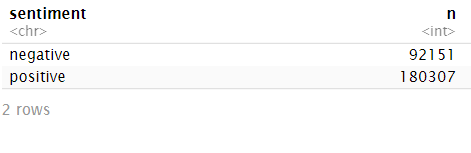 sentiment n
<chr> <int>
negative 92151
positive 180307
2 rows